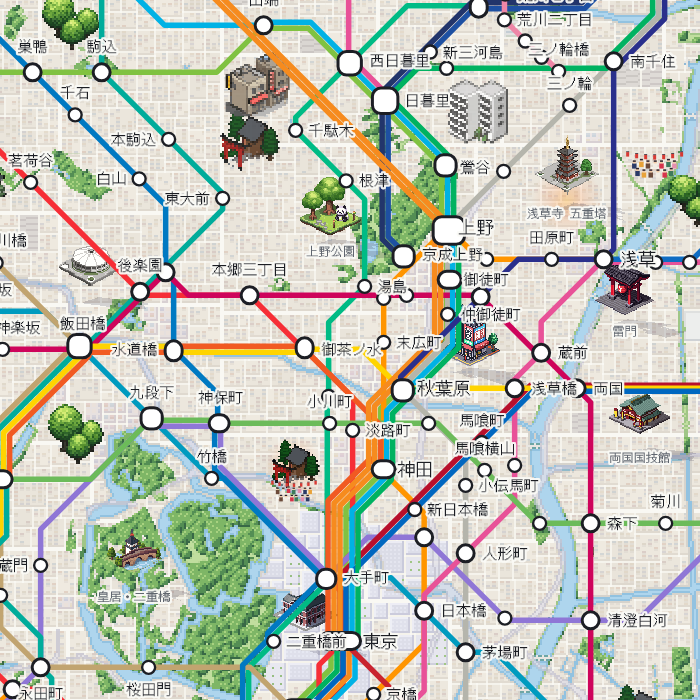 荒川二丁目
巣鴨
駒込
西日暮里
新三河島
三ノ輪橋
南千住
三ノ輪
千石
日暮里
本駒込
千駄木
茗荷谷
鶯谷
白山
根津
東大前
浅草寺 五重塔
上野
田原町
上野公園
川橋
京成上野
浅草
後楽園
本郷三丁目
御徒町
坂
湯島
仲御徒町
雷門
神楽坂
飯田橋
水道橋
御茶ノ水
末広町
蔵前
九段下
神保町
小川町
秋葉原
浅草橋
両国
馬喰町
淡路町
馬喰横山
両国国技館
竹橋
神田
小伝馬町
菊川
新日本橋
森下
蔵門
人形町
大手町
皇居・二重橋
日本橋
清澄白河
二重橋前
東京
茅場町
永田町
桜田門
京橋